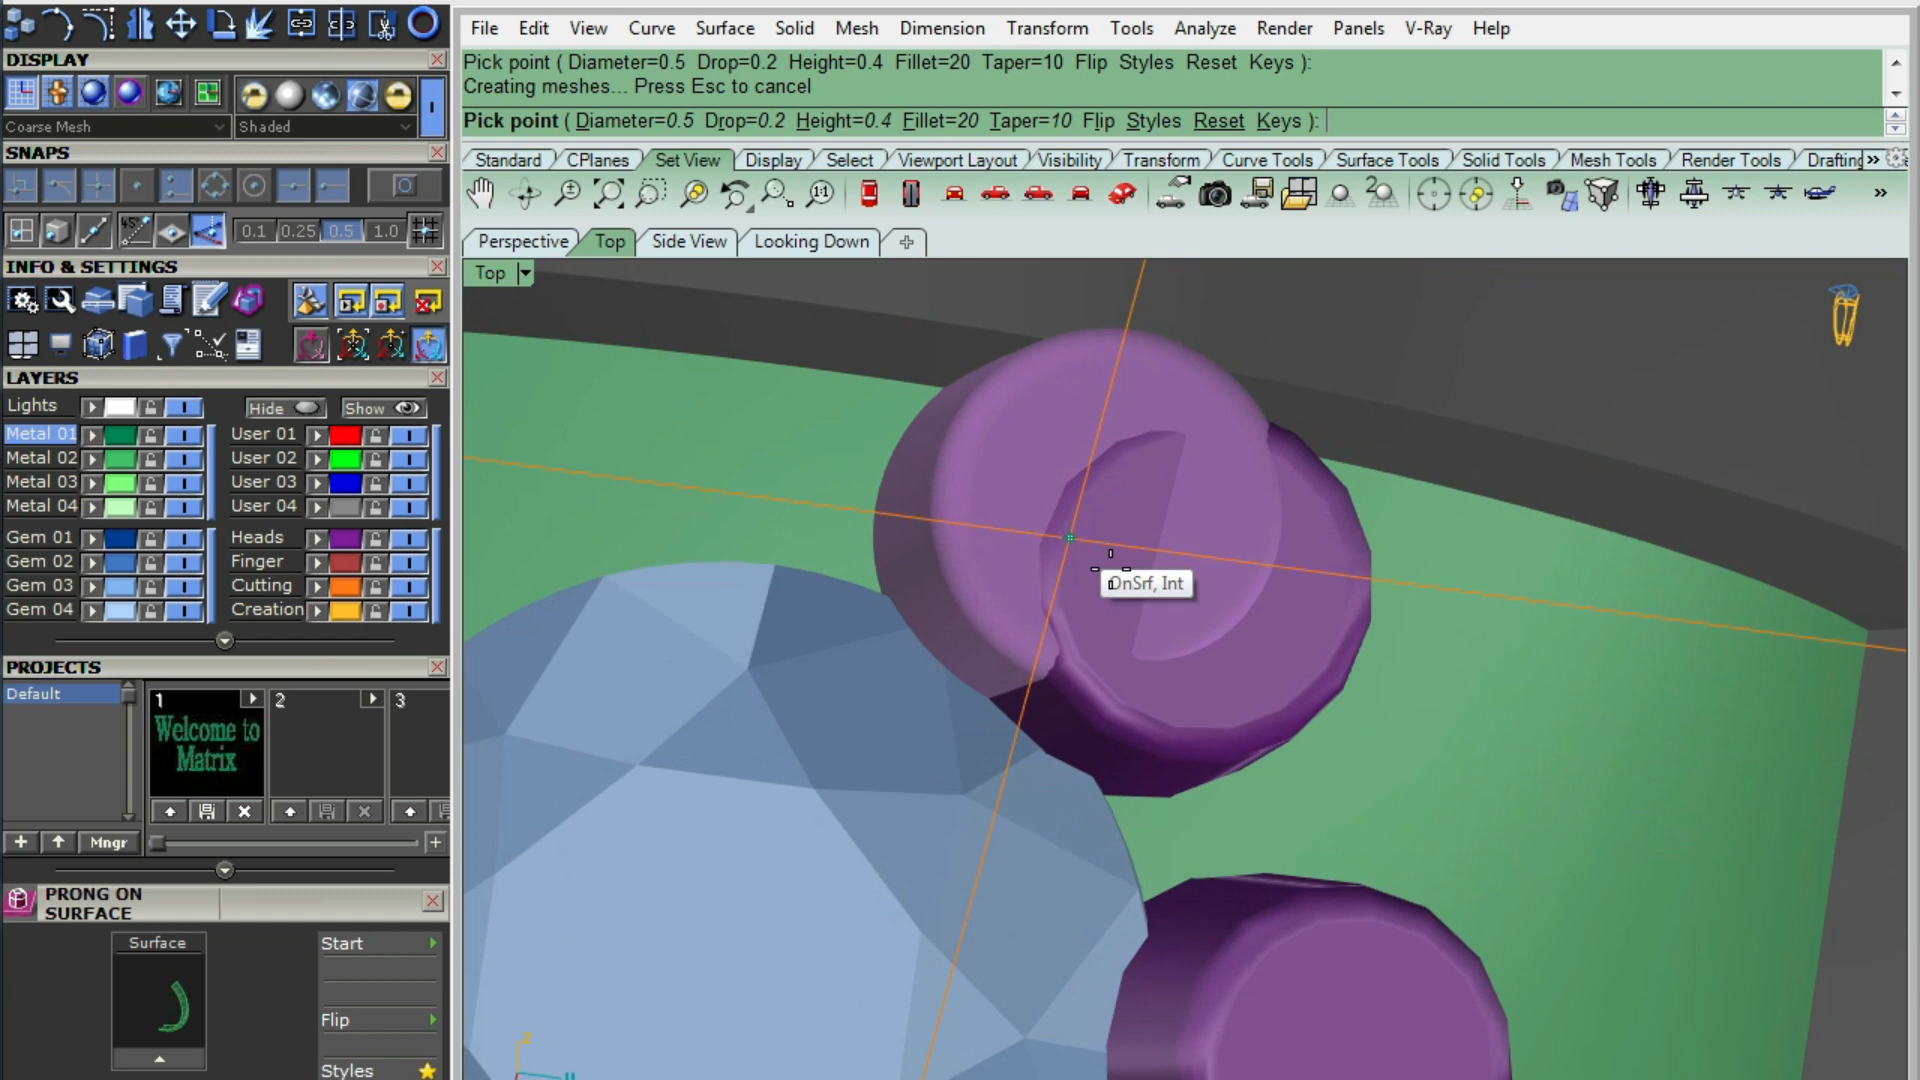 File Edit View Curve Surface Solid Mesh Dimension Transform Tools Analyze Render Panels V-Ray Help
Pick point ( Diameter=0.5 Drop=0.2 Height=0.4 Fillet=20 Taper=10 Flip Styles Reset Keys ):
Creating meshes... Press Esc to cancel
Pick point ( Diameter=0.5 Drop=0.2 Height=0.4 Fillet=20 Taper=10 Flip Styles Reset Keys ):
Standard CPlanes Set View Display Select Viewport Layout Visibility Transform Curve Tools Surface Tools Solid Tools Mesh Tools Render Tools Drafting »
1:1 2 »
Perspective Top Side View Looking Down
Top
OnSrf, Int
DISPLAY
Coarse Mesh Shaded
SNAPS
45° 0.1 0.25 0.5 1.0
INFO & SETTINGS
LAYERS
Lights Hide Show
Metal 01 User 01
Metal 02 User 02
Metal 03 User 03
Metal 04 User 04
Gem 01 Heads
Gem 02 Finger
Gem 03 Cutting
Gem 04 Creation
PROJECTS
Default 1 2 3
Welcome to
Matrix
Mngr
PRONG ON
SURFACE
Surface Start
Flip
Styles
z